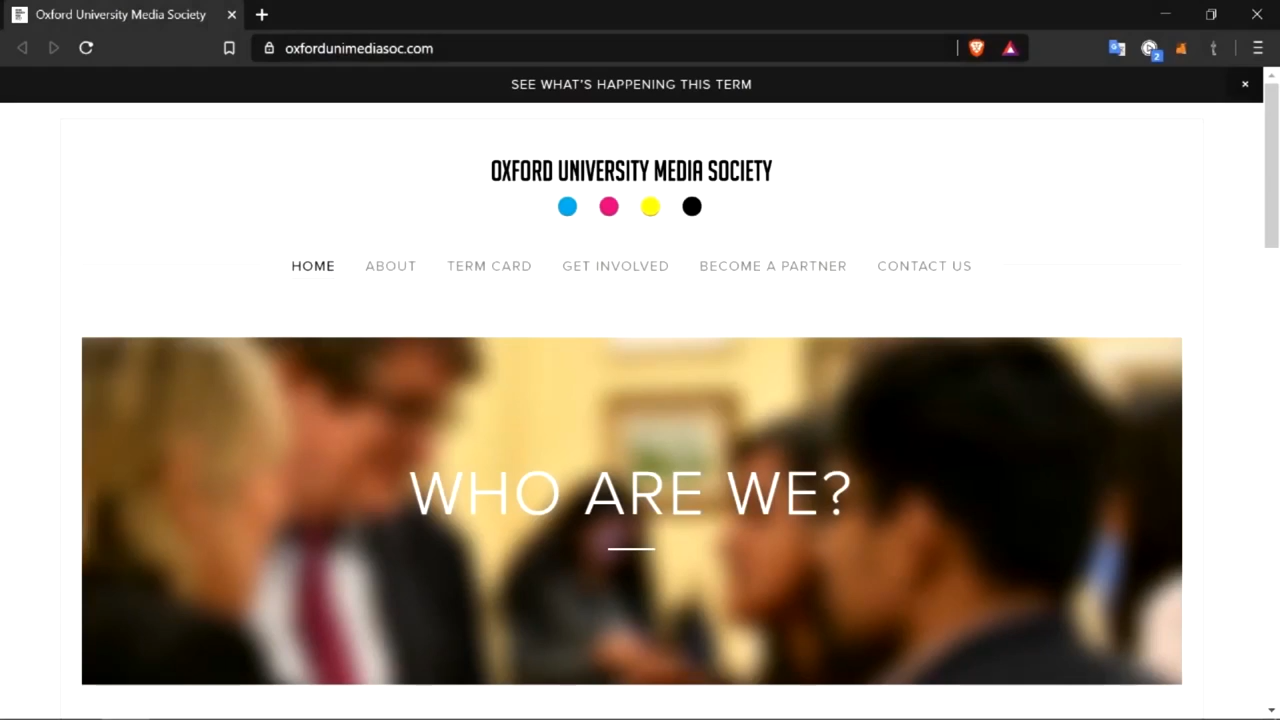 Oxford University Media Society
oxfordunimediasoc.com
2
SEE WHAT'S HAPPENING THIS TERM
OXFORD UNIVERSITY MEDIA SOCIETY
HOME ABOUT TERM CARD GET INVOLVED BECOME A PARTNER CONTACT US
WHO ARE WE?